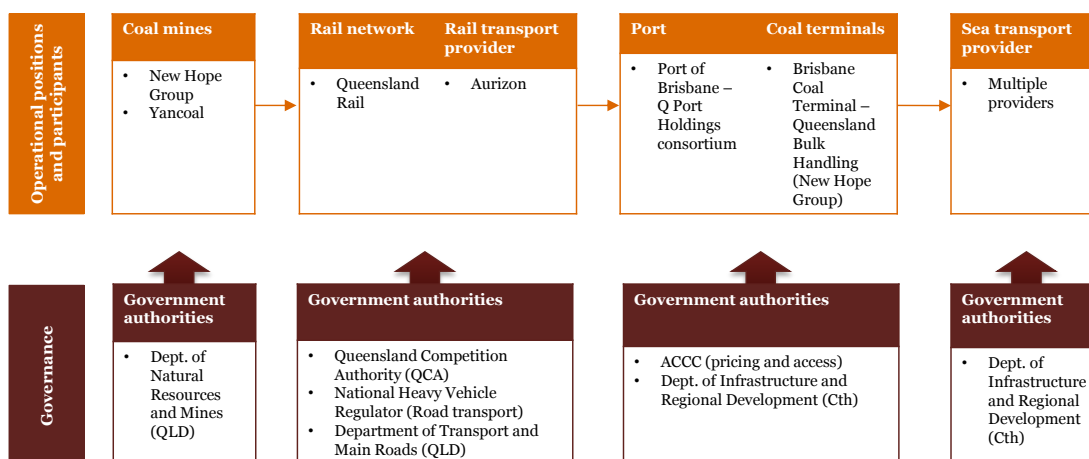 Operational positions
and participants
Coal mines
• New Hope
Group
• Yancoal
Rail network
• Queensland
Rail
Rail transport
provider
• Aurizon
Port
• Port of
Brisbane –
Q Port
Holdings
consortium
Coal terminals
• Brisbane
Coal
Terminal –
Queensland
Bulk
Handling
(New Hope
Group)
Sea transport
provider
• Multiple
providers
Governance
Government
authorities
• Dept. of
Natural
Resources
and Mines
(QLD)
Government authorities
• Queensland Competition
Authority (QCA)
• National Heavy Vehicle
Regulator (Road transport)
• Department of Transport and
Main Roads (QLD)
Government authorities
• ACCC (pricing and access)
• Dept. of Infrastructure and
Regional Development (Cth)
Government
authorities
• Dept. of
Infrastructure
and Regional
Development
(Cth)